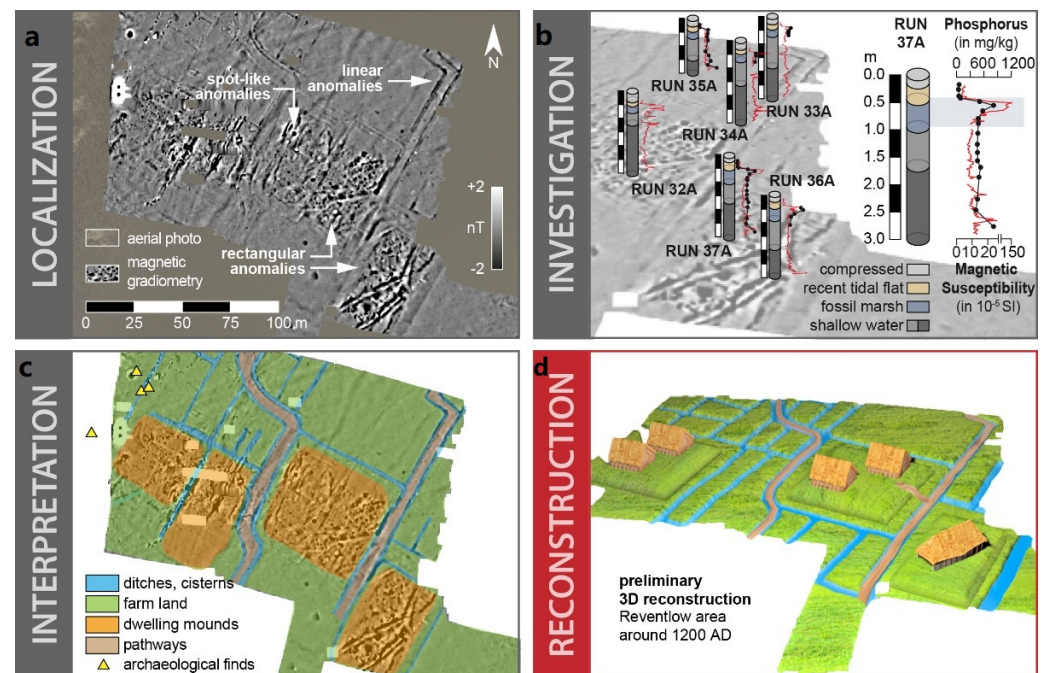 a
LOCALIZATION
N
spot-like
anomalies
linear
anomalies
rectangular
anomalies
+2
nT
-2
aerial photo
magnetic
gradiometry
0 25 50 75 100 m
b
INVESTIGATION
RUN 35A
RUN 33A
RUN 34A
RUN 32A
RUN 36A
RUN 37A
RUN
37A
m
0.0
0.5
1.0
1.5
2.0
2.5
3.0
Phosphorus
(in mg/kg)
0 600 1200
compressed
recent tidal flat
fossil marsh
shallow water
0 10 20 150
Magnetic
Susceptibility
(in 10-5 SI)
c
INTERPRETATION
ditches, cisterns
farm land
dwelling mounds
pathways
archaeological finds
d
RECONSTRUCTION
preliminary
3D reconstruction
Reventlow area
around 1200 AD